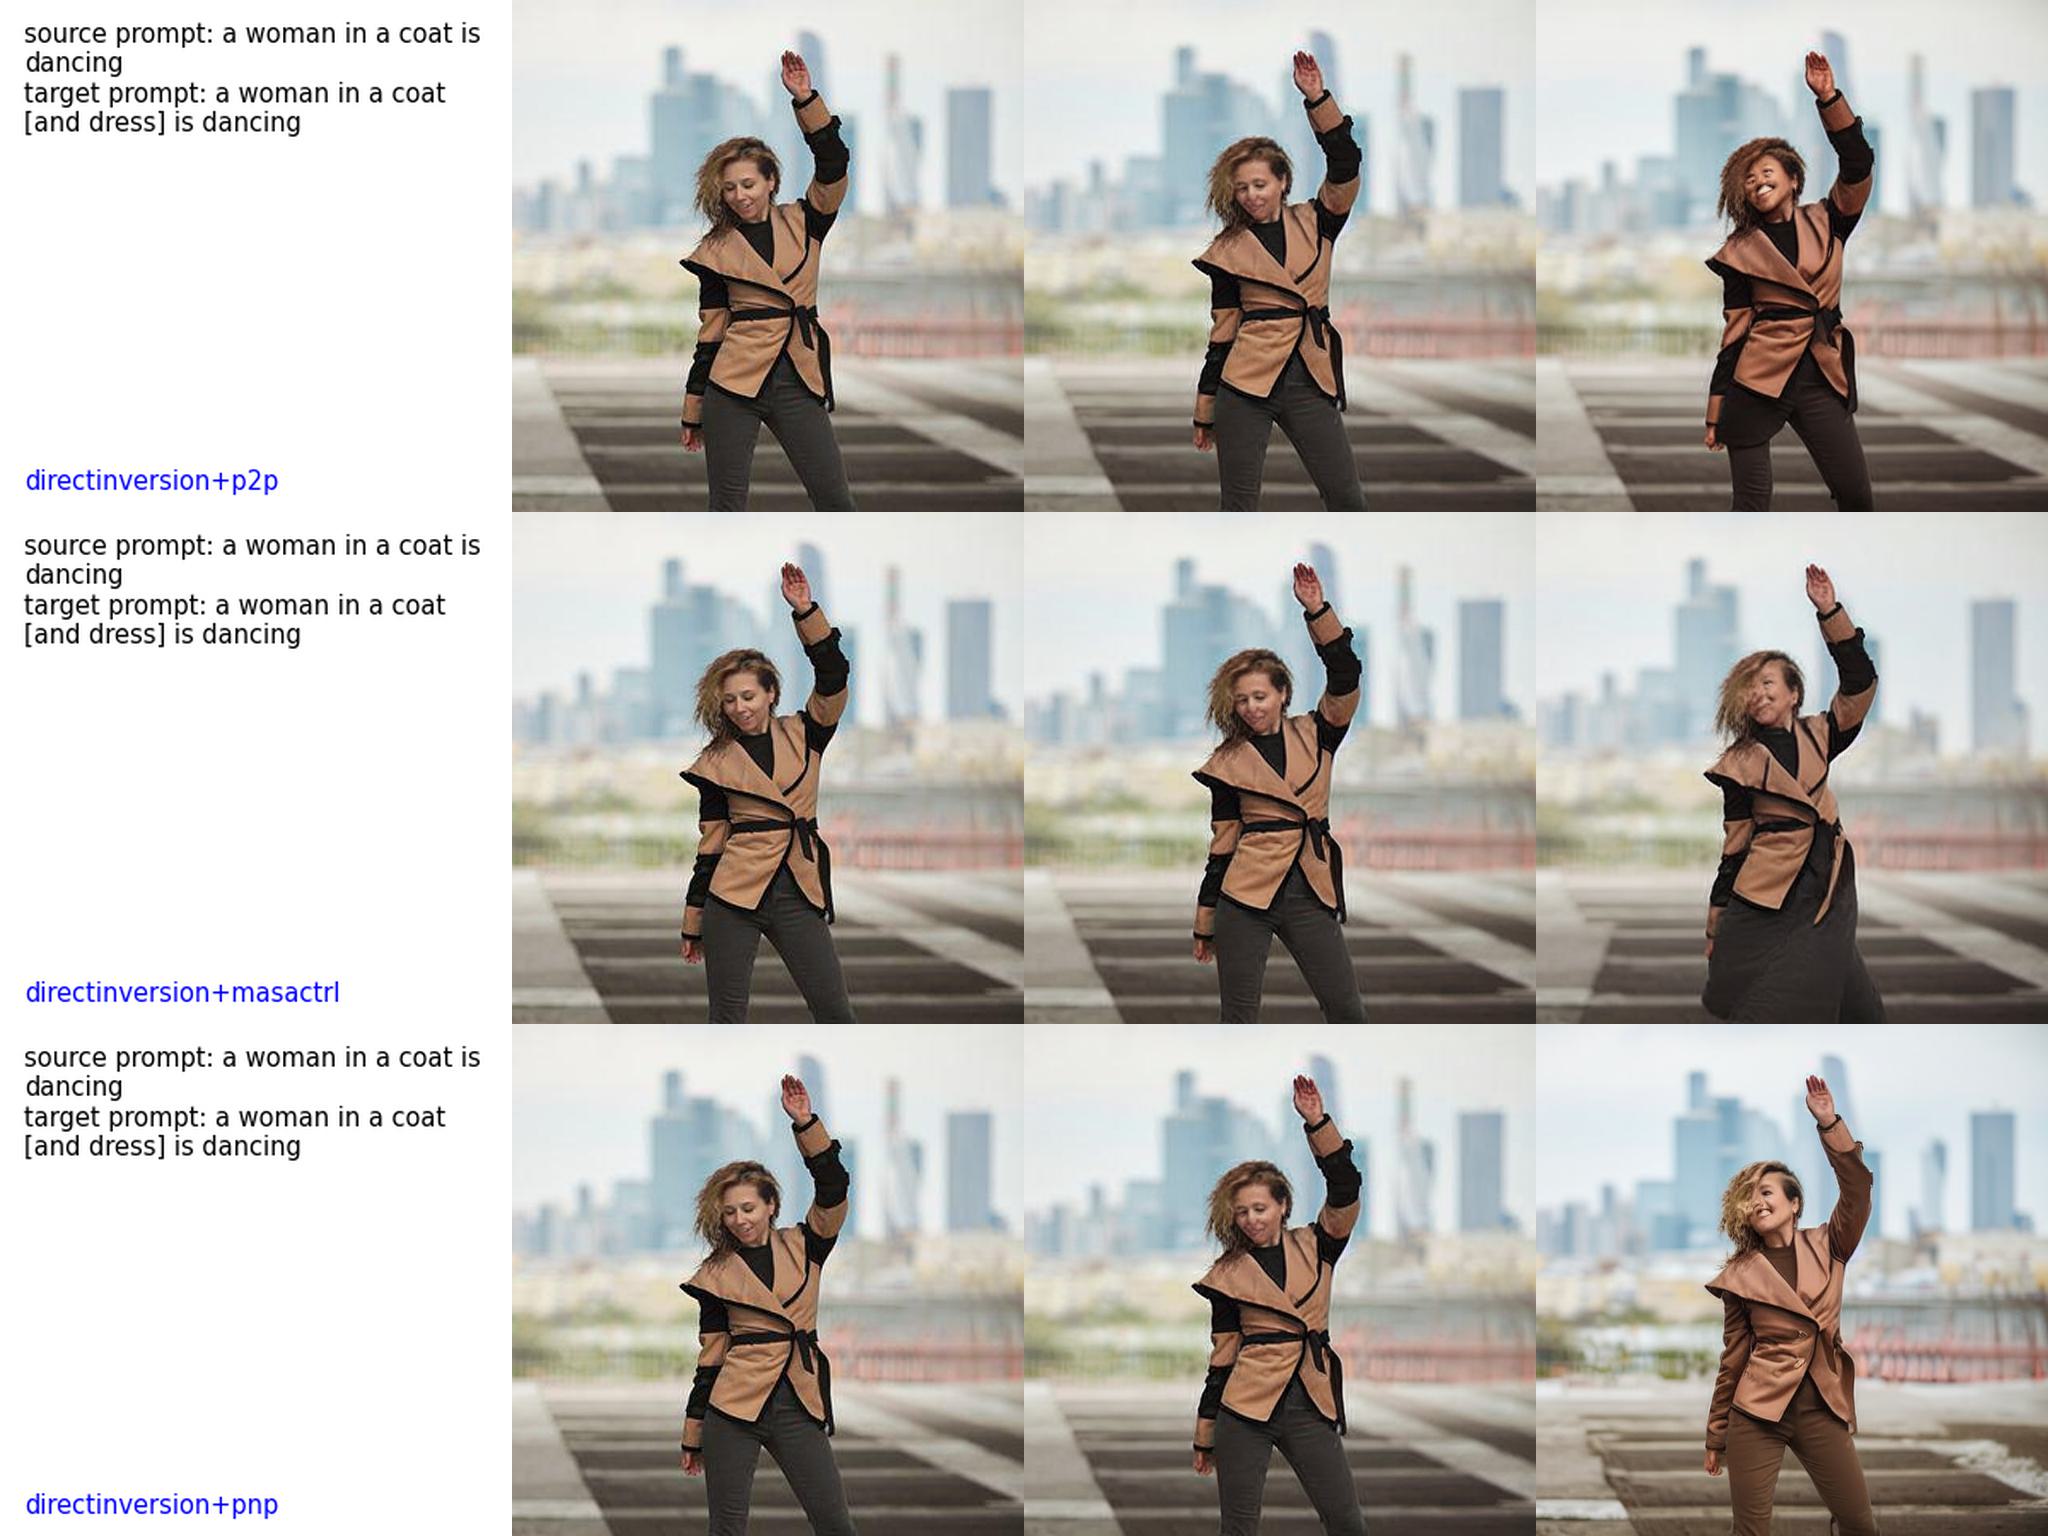 source prompt: a woman in a coat is
dancing
target prompt: a woman in a coat
[and dress] is dancing
directinversion+p2p
source prompt: a woman in a coat is
dancing
target prompt: a woman in a coat
[and dress] is dancing
directinversion+masactrl
source prompt: a woman in a coat is
dancing
target prompt: a woman in a coat
[and dress] is dancing
directinversion+pnp